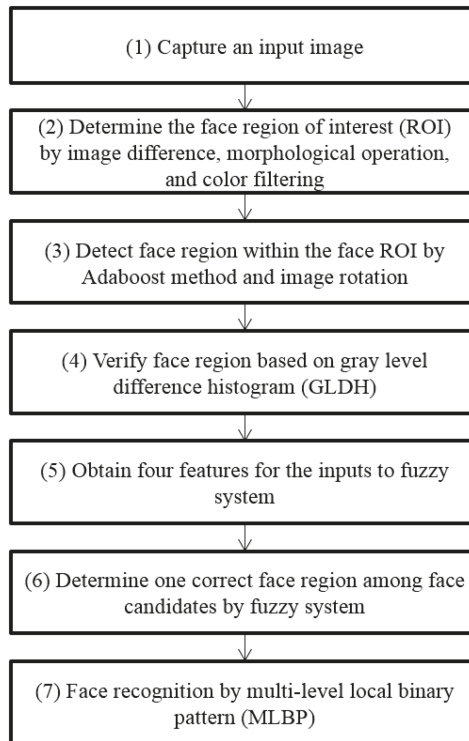 (1) Capture an input image
(2) Determine the face region of interest (ROI)
by image difference, morphological operation,
and color filtering
(3) Detect face region within the face ROI by
Adaboost method and image rotation
(4) Verify face region based on gray level
difference histogram (GLDH)
(5) Obtain four features for the inputs to fuzzy
system
(6) Determine one correct face region among face
candidates by fuzzy system
(7) Face recognition by multi-level local binary
pattern (MLBP)